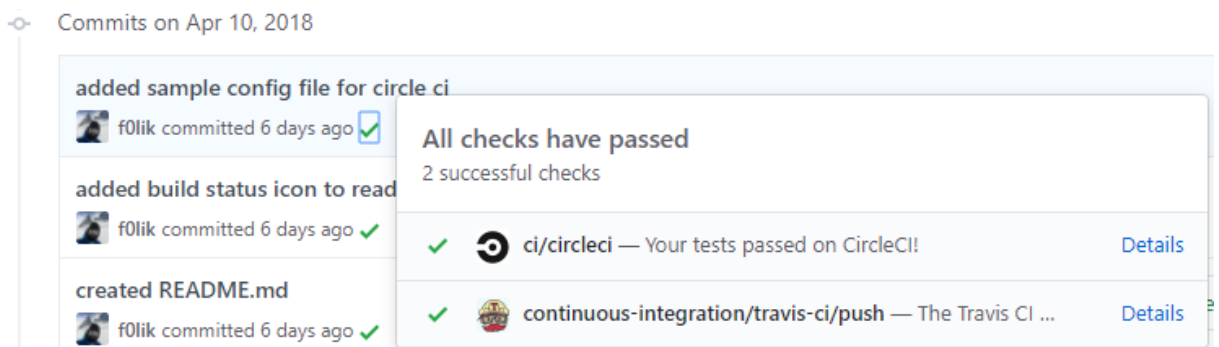 Commits on Apr 10, 2018
added sample config file for circle ci
f0lik committed 6 days ago
added build status icon to read
f0lik committed 6 days ago
created README.md
f0lik committed 6 days ago
All checks have passed
2 successful checks
ci/circleci — Your tests passed on CircleCI! Details
continuous-integration/travis-ci/push — The Travis CI ... Details